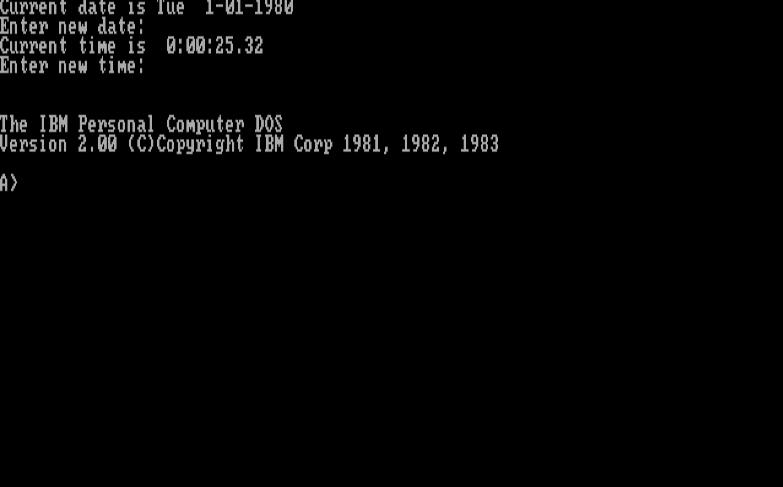 Current date is Tue  1-01-1980
Enter new date:
Current time is  0:00:25.32
Enter new time:
The IBM Personal Computer DOS
Version 2.00 (C)Copyright IBM Corp 1981, 1982, 1983
A>